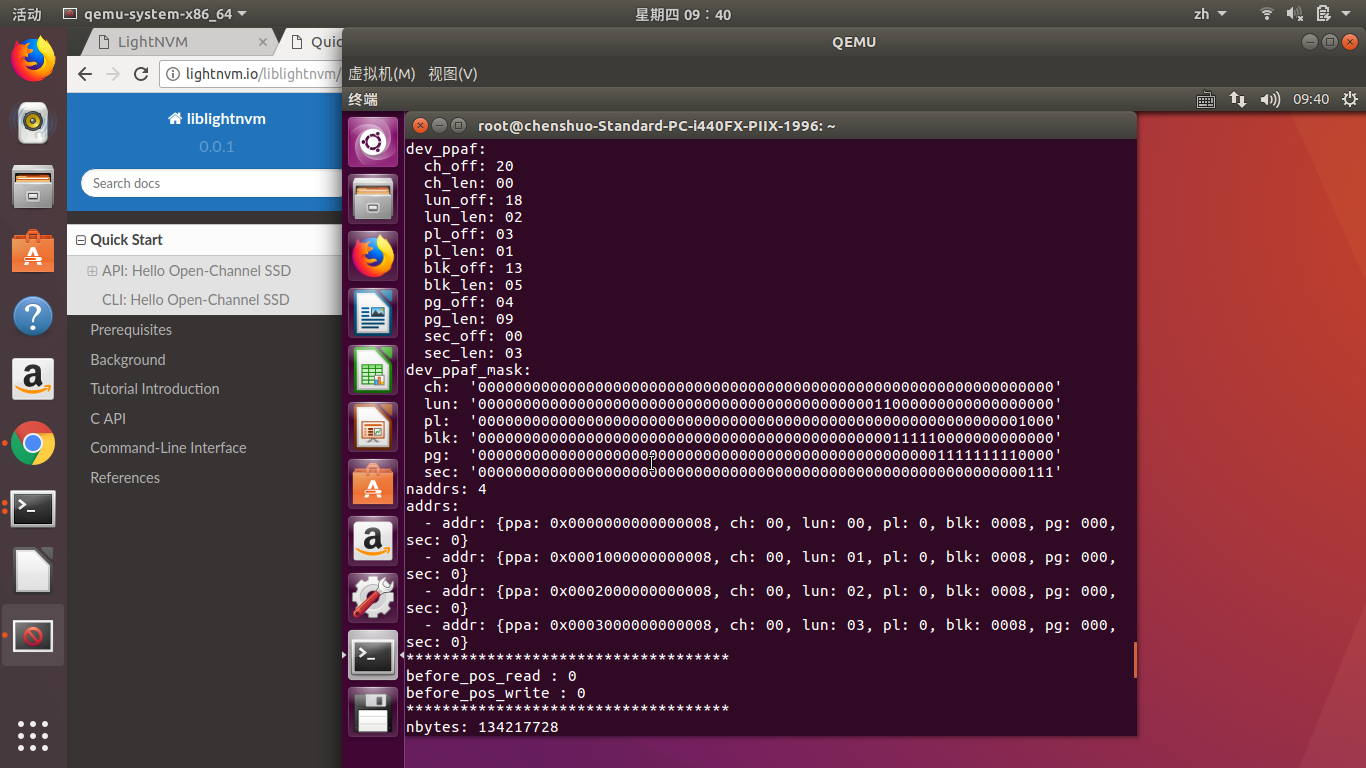 活动
qemu-system-x86_64
星期四 09：40
zh
LightNVM
Quic
lightnvm.io/liblightnvm/
liblightnvm
0.0.1
Search docs
Quick Start
API: Hello Open-Channel SSD
CLI: Hello Open-Channel SSD
Prerequisites
Background
Tutorial Introduction
C API
Command-Line Interface
References
QEMU
虚拟机(M) 视图(V)
终端
09:40
root@chenshuo-Standard-PC-i440FX-PIIX-1996: ~
dev_ppaf:
ch_off: 20
ch_len: 00
lun_off: 18
lun_len: 02
pl_off: 03
pl_len: 01
blk_off: 13
blk_len: 05
pg_off: 04
pg_len: 09
sec_off: 00
sec_len: 03
dev_ppaf_mask:
ch: '0000000000000000000000000000000000000000000000000000000000000000'
lun: '0000000000000000000000000000000000000000000011000000000000000000'
pl: '0000000000000000000000000000000000000000000000000000000000001000'
blk: '0000000000000000000000000000000000000000000000111110000000000000'
pg: '0000000000000000000000000000000000000000000000000001111111110000'
sec: '0000000000000000000000000000000000000000000000000000000000000111'
naddrs: 4
addrs:
- addr: {ppa: 0x0000000000000008, ch: 00, lun: 00, pl: 0, blk: 0008, pg: 000,
sec: 0}
- addr: {ppa: 0x0001000000000008, ch: 00, lun: 01, pl: 0, blk: 0008, pg: 000,
sec: 0}
- addr: {ppa: 0x0002000000000008, ch: 00, lun: 02, pl: 0, blk: 0008, pg: 000,
sec: 0}
- addr: {ppa: 0x0003000000000008, ch: 00, lun: 03, pl: 0, blk: 0008, pg: 000,
sec: 0}
************************************
before_pos_read : 0
before_pos_write : 0
************************************
nbytes: 134217728